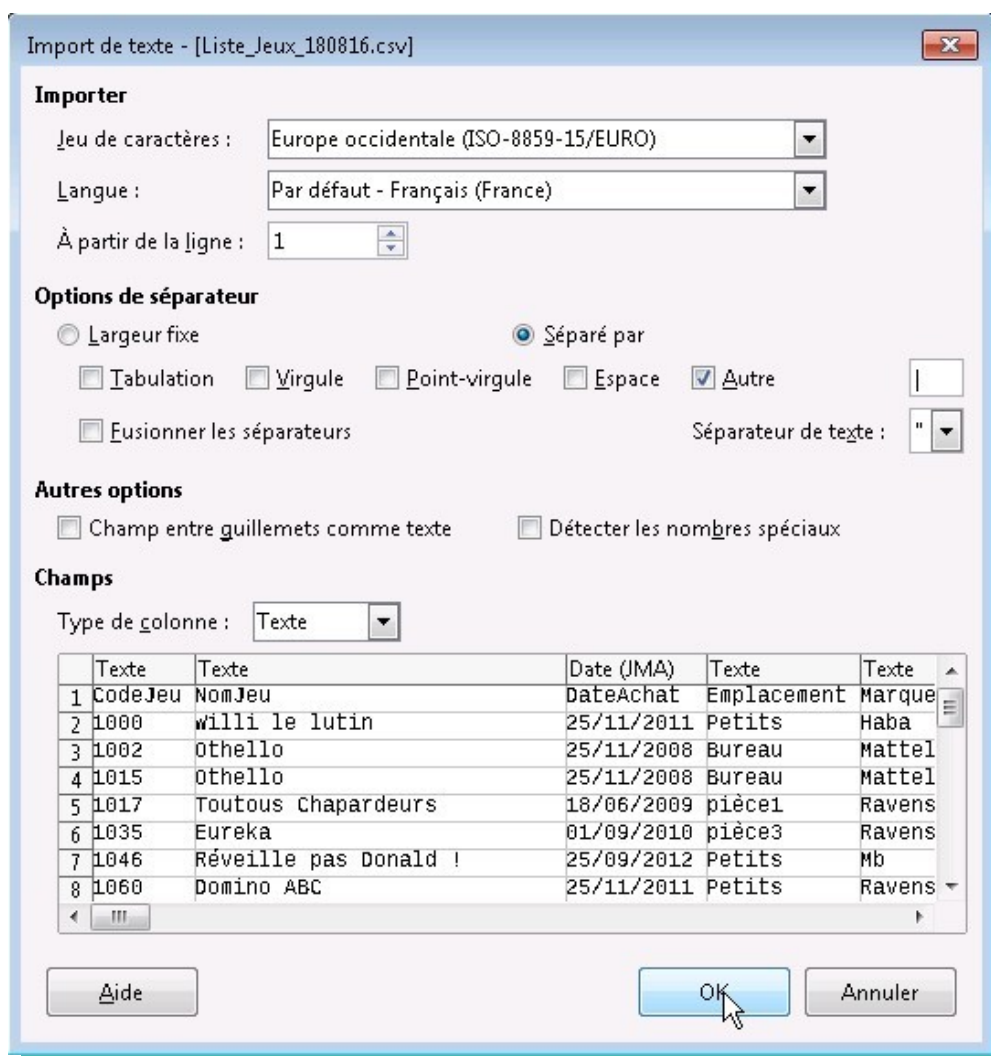 Import de texte - [Liste_Jeux_180816.csv]
Importer
Jeu de caractères : Europe occidentale (ISO-8859-15/EURO)
Langue : Par défaut - Français (France)
À partir de la ligne : 1
Options de séparateur
Largeur fixe Séparé par
Tabulation Virgule Point-virgule Espace Autre |
Fusionner les séparateurs Séparateur de texte : "
Autres options
Champ entre guillemets comme texte Détecter les nombres spéciaux
Champs
Type de colonne : Texte
Texte Texte Date (JMA) Texte Texte
1 CodeJeu NomJeu DateAchat Emplacement Marque
2 1000 Willi le lutin 25/11/2011 Petits Haba
3 1002 Othello 25/11/2008 Bureau Mattel
4 1015 Othello 25/11/2008 Bureau Mattel
5 1017 Toutous Chapardeurs 18/06/2009 pièce1 Ravens
6 1035 Eureka 01/09/2010 pièce3 Ravens
7 1046 Réveille pas Donald ! 25/09/2012 Petits Mb
8 1060 Domino ABC 25/11/2011 Petits Ravens
Aide OK Annuler